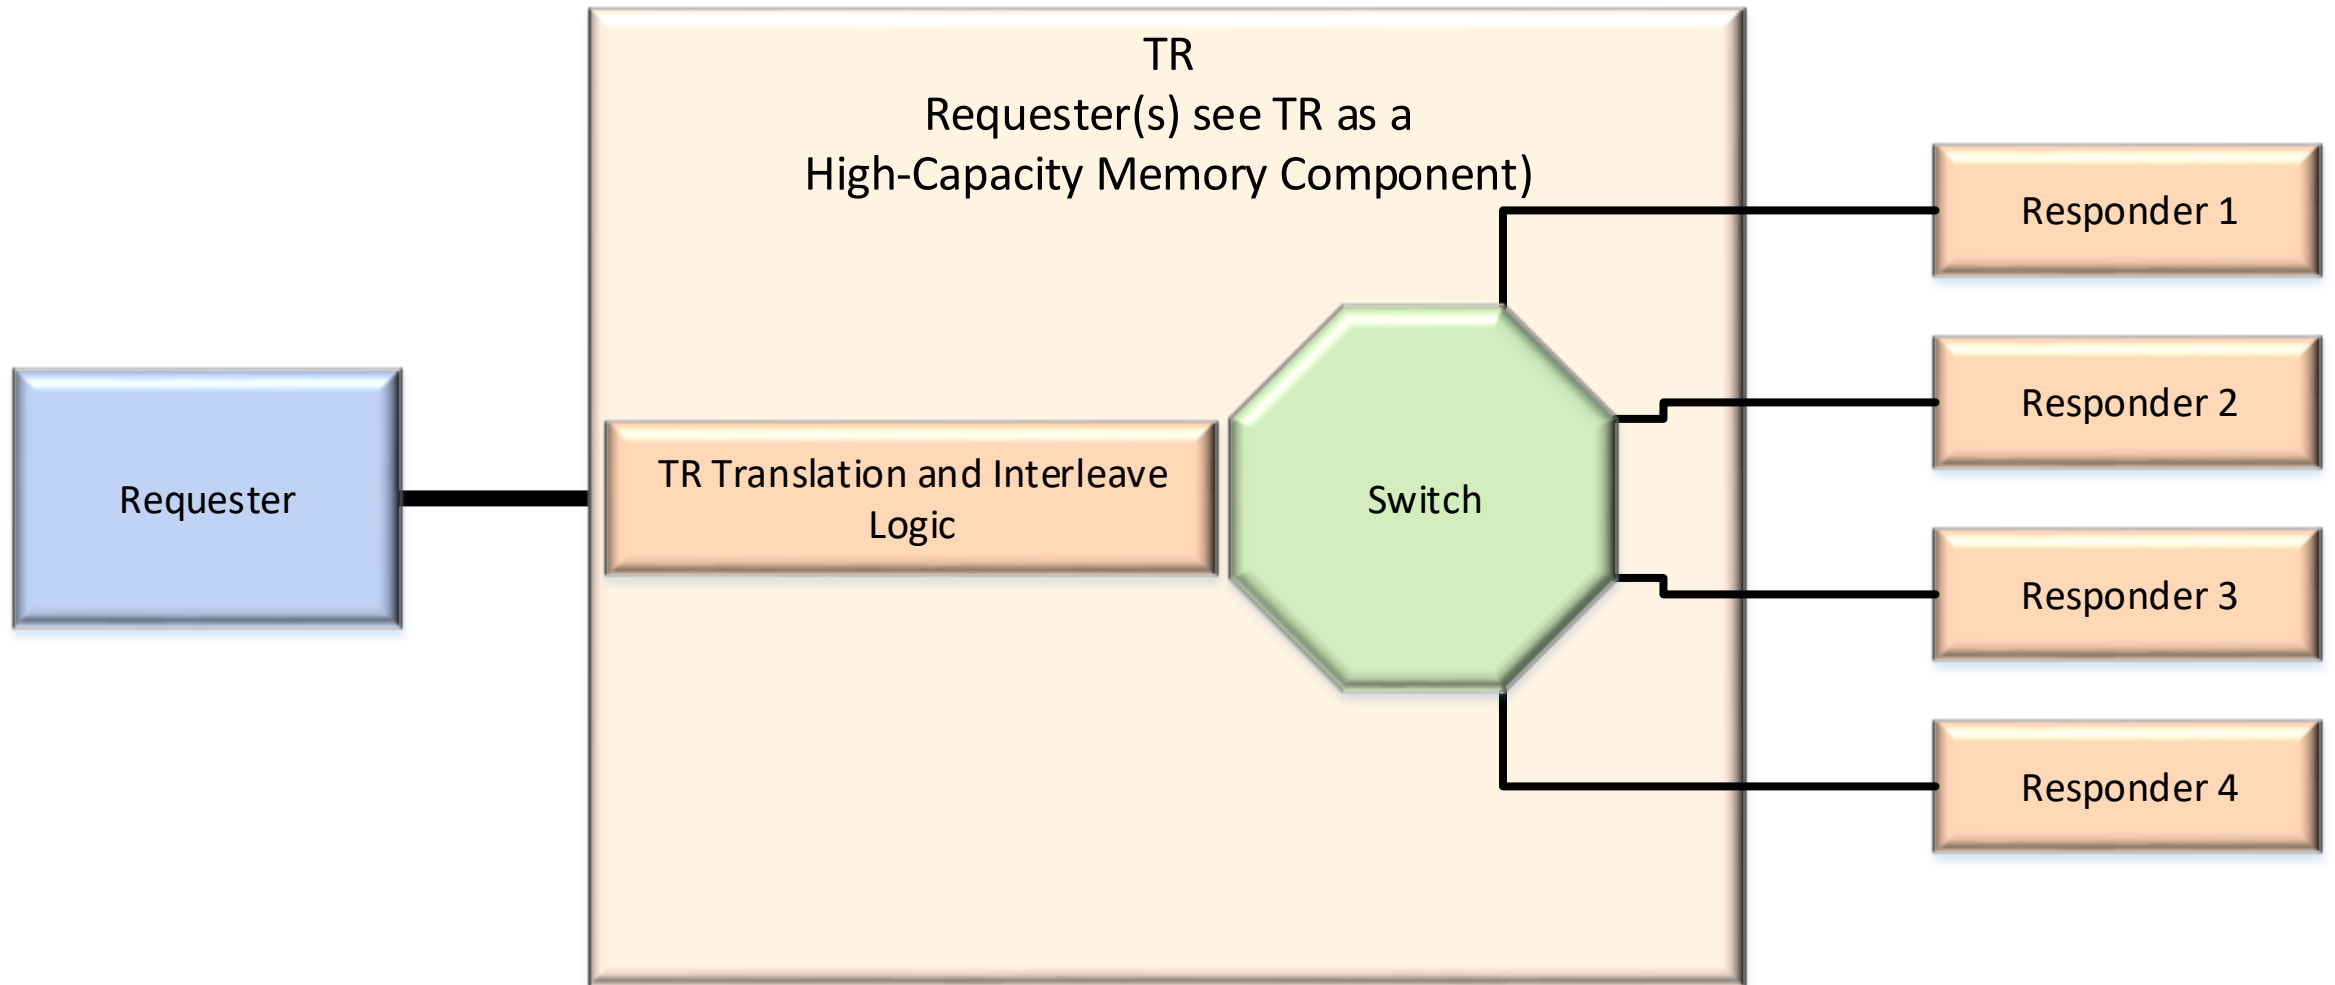 TR
Requester(s) see TR as a
High-Capacity Memory Component)
Responder 1
Responder 2
Requester
TR Translation and Interleave
Logic
Switch
Responder 3
Responder 4